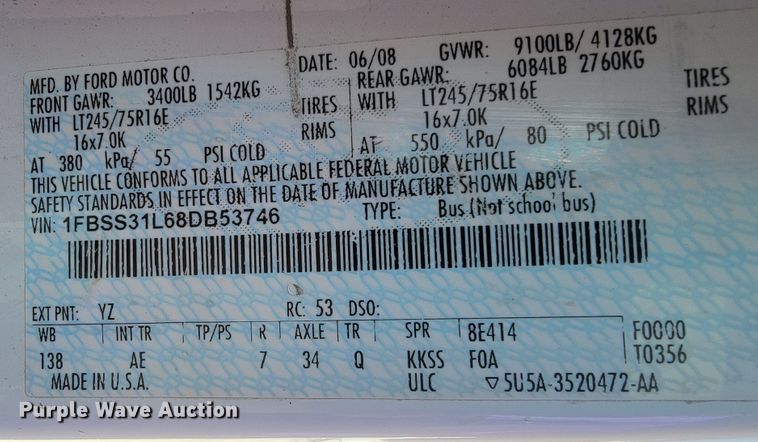 MFD. BY FORD MOTOR CO.
DATE: 06/08 GVWR: 9100LB/ 4128KG
FRONT GAWR: 3400LB 1542KG
REAR GAWR: 6084LB 2760KG
WITH LT245/75R16E TIRES
WITH LT245/75R16E TIRES
16x7.0K RIMS
16x7.0K RIMS
AT 380 kPa/ 55 PSI COLD
AT 550 kPa/ 80 PSI COLD
THIS VEHICLE CONFORMS TO ALL APPLICABLE FEDERAL MOTOR VEHICLE
SAFETY STANDARDS IN EFFECT ON THE DATE OF MANUFACTURE SHOWN ABOVE.
VIN: 1FBSS31L68DB53746 TYPE: Bus (Not school bus)
EXT PNT: YZ RC: 53 DSO:
WB INT TR TP/PS R AXLE TR SPR 8E414 F0000
138 AE 7 34 Q KKSS FOA T0356
MADE IN U.S.A. ULC ▽5U5A-3520472-AA
Purple Wave Auction